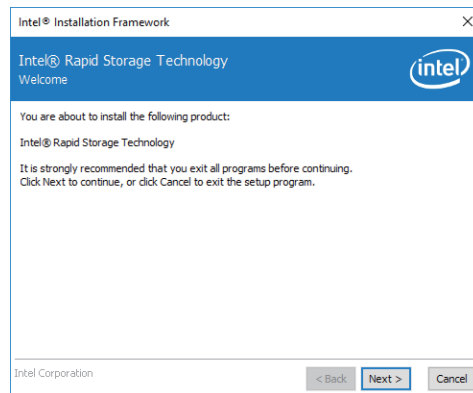 Intel® Installation Framework
Intel® Rapid Storage Technology
Welcome
intel
You are about to install the following product:
Intel® Rapid Storage Technology
It is strongly recommended that you exit all programs before continuing.
Click Next to continue, or click Cancel to exit the setup program.
Intel Corporation
< Back Next > Cancel